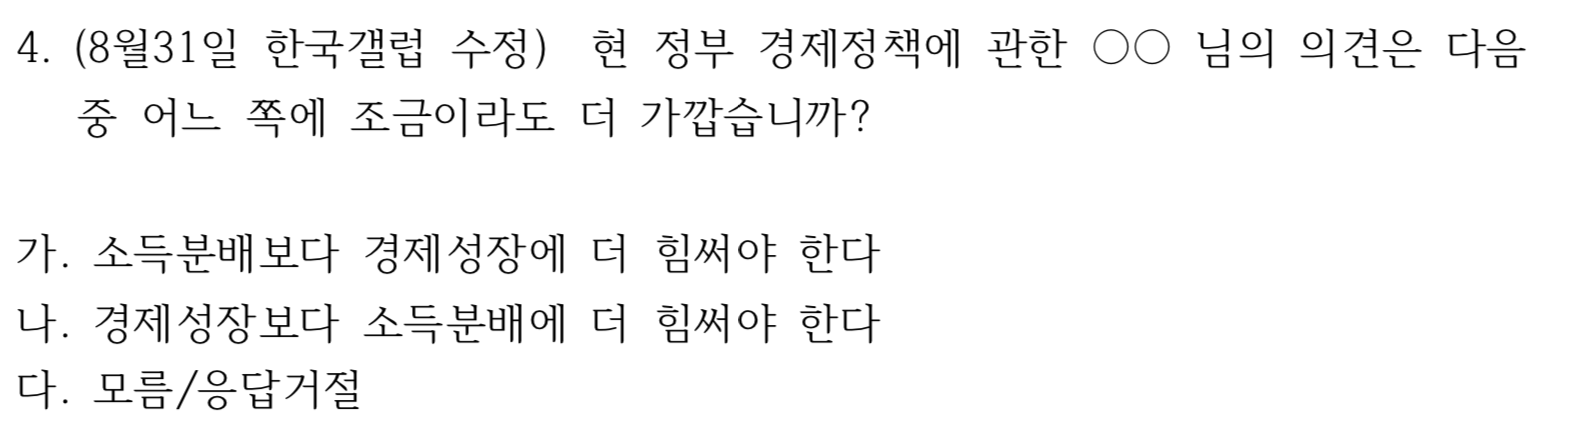 4. (8월31일 한국갤럽 수정) 현 정부 경제정책에 관한 ○○ 님의 의견은 다음
중 어느 쪽에 조금이라도 더 가깝습니까?
가. 소득분배보다 경제성장에 더 힘써야 한다
나. 경제성장보다 소득분배에 더 힘써야 한다
다. 모름/응답거절